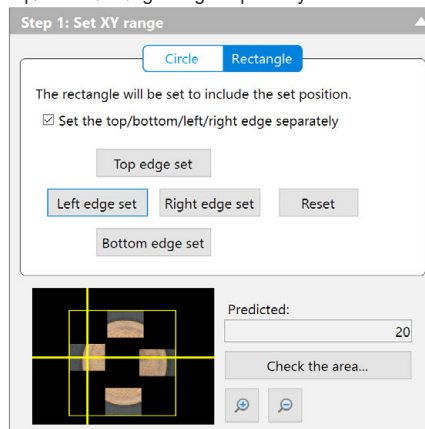 Step 1: Set XY range
Circle
Rectangle
The rectangle will be set to include the set position.
Set the top/bottom/left/right edge separately
Top edge set
Left edge set
Right edge set
Reset
Bottom edge set
Predicted:
20
Check the area...